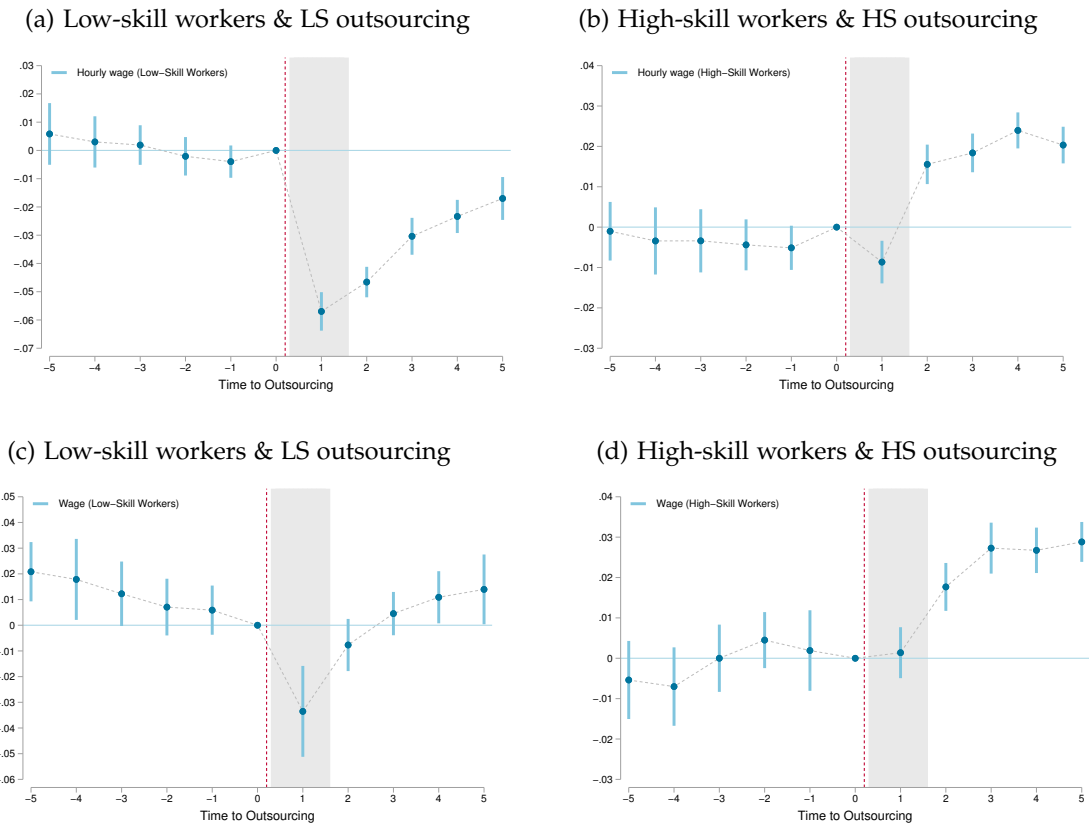 (a) Low-skill workers & LS outsourcing
.03
.02
.01
0
−.01
−.02
−.03
−.04
−.05
−.06
−.07
Hourly wage (Low−Skill Workers)
−5 −4 −3 −2 −1 0 1 2 3 4 5
Time to Outsourcing
(b) High-skill workers & HS outsourcing
.04
.03
.02
.01
0
−.01
−.02
−.03
Hourly wage (High−Skill Workers)
−5 −4 −3 −2 −1 0 1 2 3 4 5
Time to Outsourcing
(c) Low-skill workers & LS outsourcing
.05
.04
.03
.02
.01
0
.01
.02
.03
.04
.05
.06
Wage (Low−Skill Workers)
−5 −4 −3 −2 −1 0 1 2 3 4 5
Time to Outsourcing
(d) High-skill workers & HS outsourcing
.04
.03
.02
.01
0
−.01
−.02
−.03
Wage (High−Skill Workers)
−5 −4 −3 −2 −1 0 1 2 3 4 5
Time to Outsourcing